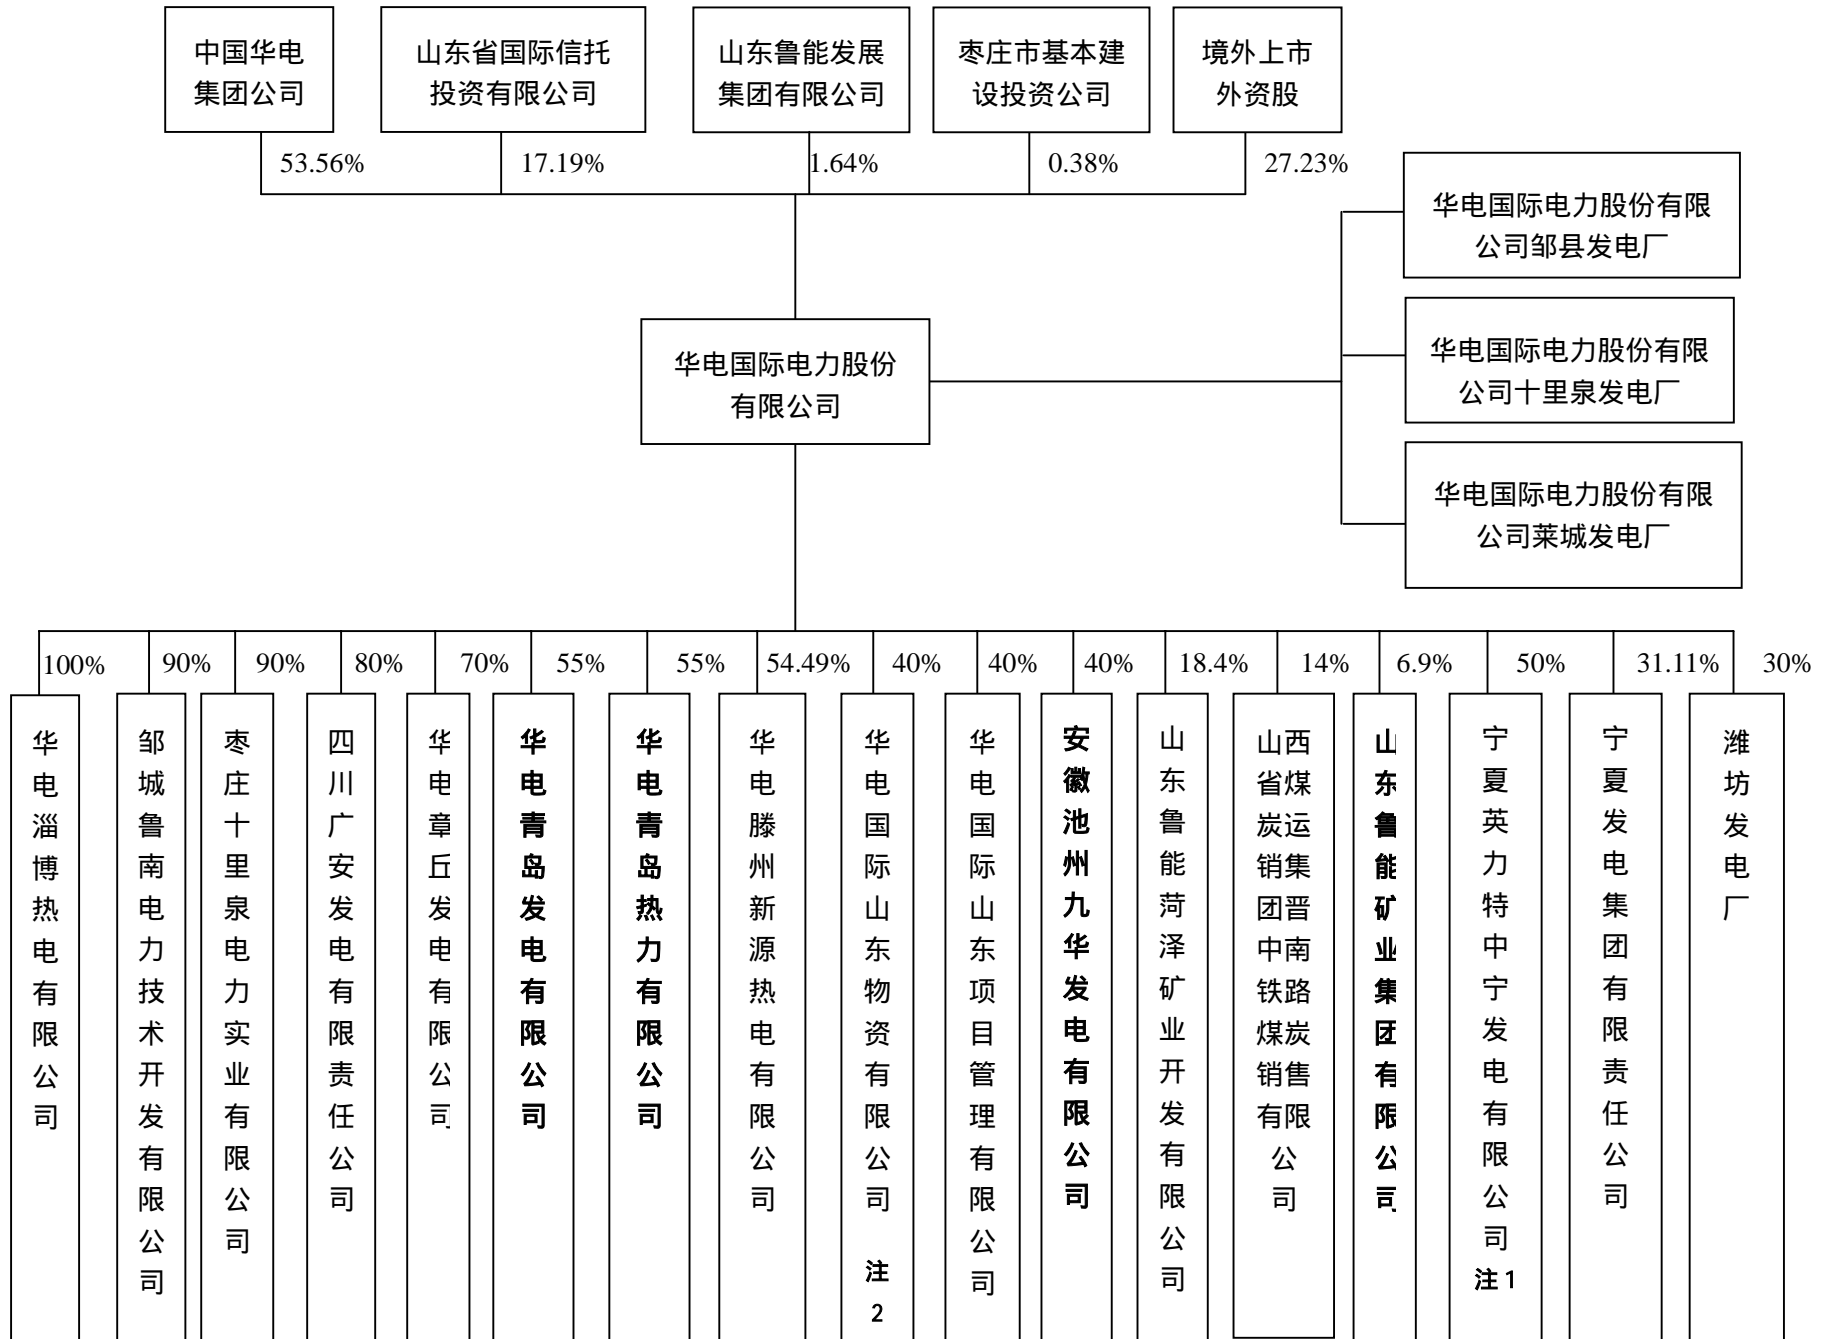 中国华电
集团公司
山东省国际信托
投资有限公司
山东鲁能发展
集团有限公司
枣庄市基本建
设投资公司
境外上市
外资股
53.56%
17.19%
1.64%
0.38%
27.23%
华电国际电力股份有限
公司邹县发电厂
华电国际电力股份有限
公司十里泉发电厂
华电国际电力股份有限
公司莱城发电厂
华电国际电力股份
有限公司
100%
90%
90%
80%
70%
55%
55%
54.49%
40%
40%
40%
18.4%
14%
6.9%
50%
31.11%
30%
华电淄博热电有限公司
邹城鲁南电力技术开发有限公司
枣庄十里泉电力实业有限公司
四川广安发电有限责任公司
华电章丘发电有限公司
华电青岛发电有限公司
华电青岛热力有限公司
华电滕州新源热电有限公司
华电国际山东物资有限公司 注2
华电国际山东项目管理有限公司
安徽池州九华发电有限公司
山东鲁能菏泽矿业开发有限公司
山西
省煤
炭运
销集
团晋
中南
铁路
煤炭
销售
有限
公
司
山东鲁能矿业集团有限公司
宁夏英力特中宁发电有限公司 注1
宁夏发电集团有限责任公司
潍坊发电厂